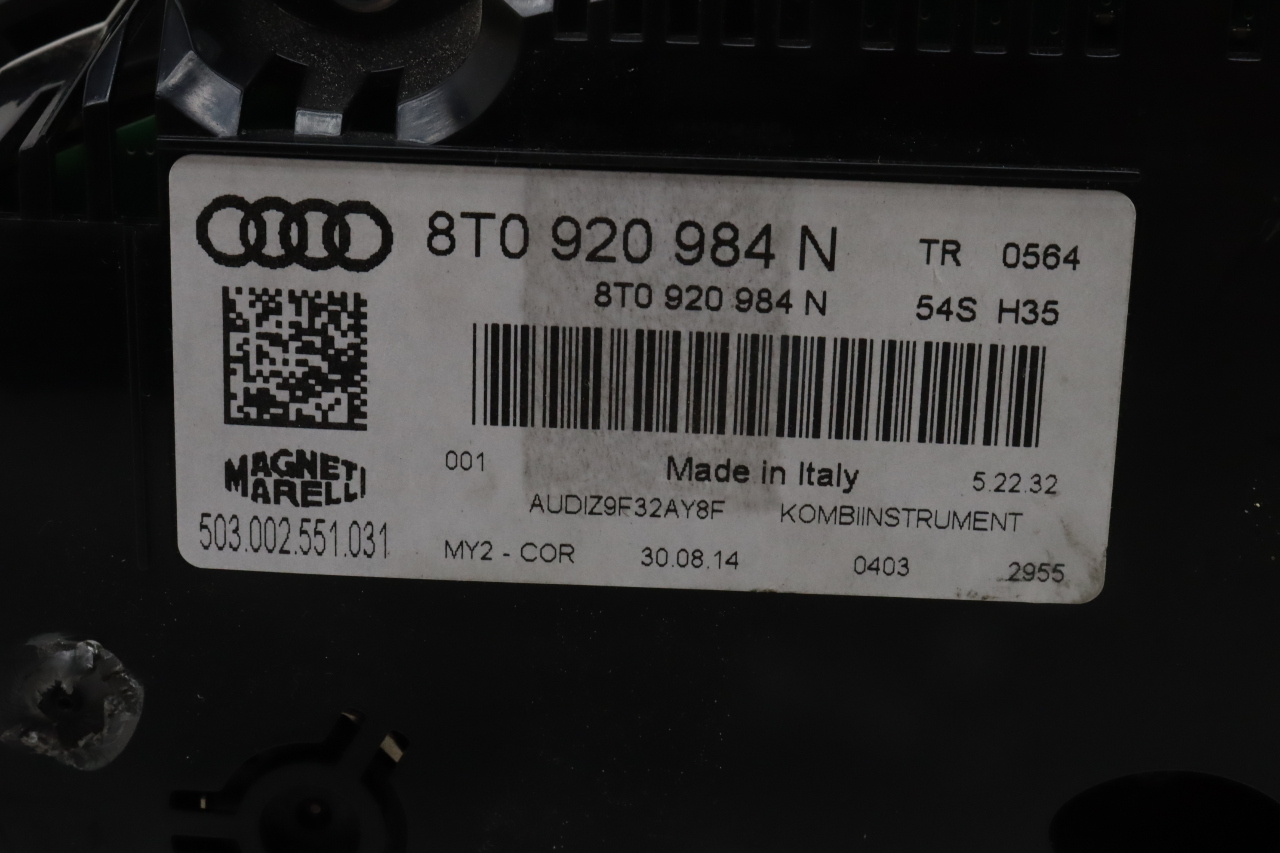 8T0 920 984 N TR 0564
8T0 920 984 N 54S H35
001 Made in Italy 5.22.32
MAGNETI
MARELLI
AUDIZ9F32AY8F KOMBIINSTRUMENT
503.002.551.031
MY2 - COR 30.08.14 0403 2955